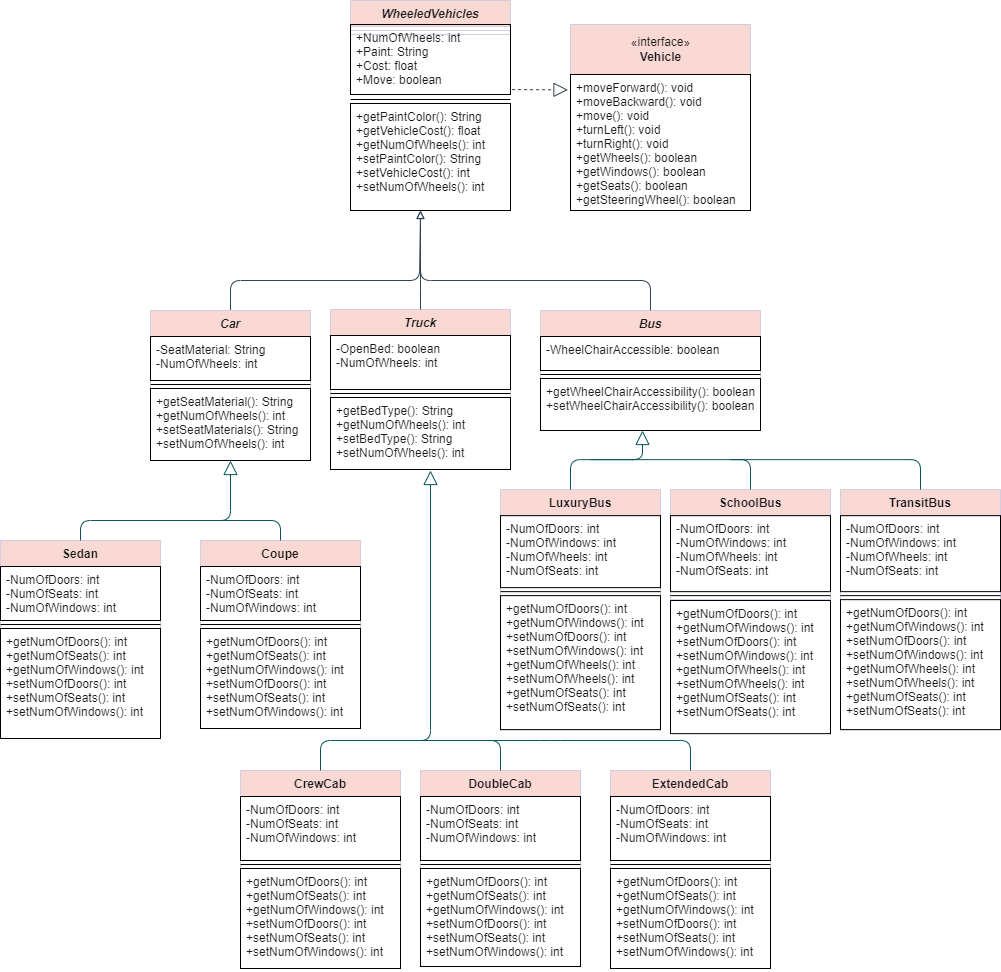 WheeledVehicles
+NumOfWheels: int
+Paint: String
+Cost: float
+Move: boolean
+getPaintColor(): String
+getVehicleCost(): float
+getNumOfWheels(): int
+setPaintColor(): String
+setVehicleCost(): int
+setNumOfWheels(): int
«interface»
Vehicle
+moveForward(): void
+moveBackward(): void
+move(): void
+turnLeft(): void
+turnRight(): void
+getWheels(): boolean
+getWindows(): boolean
+getSeats(): boolean
+getSteeringWheel(): boolean
Car
-SeatMaterial: String
-NumOfWheels: int
+getSeatMaterial(): String
+getNumOfWheels(): int
+setSeatMaterials(): String
+setNumOfWheels(): int
Truck
-OpenBed: boolean
-NumOfWheels: int
+getBedType(): String
+getNumOfWheels(): int
+setBedType(): String
+setNumOfWheels(): int
Bus
-WheelChairAccessible: boolean
+getWheelChairAccessibility(): boolean
+setWheelChairAccessibility(): boolean
Sedan
-NumOfDoors: int
-NumOfSeats: int
-NumOfWindows: int
+getNumOfDoors(): int
+getNumOfSeats(): int
+getNumOfWindows(): int
+setNumOfDoors(): int
+setNumOfSeats(): int
+setNumOfWindows(): int
Coupe
-NumOfDoors: int
-NumOfSeats: int
-NumOfWindows: int
+getNumOfDoors(): int
+getNumOfSeats(): int
+getNumOfWindows(): int
+setNumOfDoors(): int
+setNumOfSeats(): int
+setNumOfWindows(): int
LuxuryBus
-NumOfDoors: int
-NumOfWindows: int
-NumOfWheels: int
-NumOfSeats: int
+getNumOfDoors(): int
+getNumOfWindows(): int
+setNumOfDoors(): int
+setNumOfWindows(): int
+getNumOfWheels(): int
+setNumOfWheels(): int
+getNumOfSeats(): int
+setNumOfSeats(): int
SchoolBus
-NumOfDoors: int
-NumOfWindows: int
-NumOfWheels: int
-NumOfSeats: int
+getNumOfDoors(): int
+getNumOfWindows(): int
+setNumOfDoors(): int
+setNumOfWindows(): int
+getNumOfWheels(): int
+setNumOfWheels(): int
+getNumOfSeats(): int
+setNumOfSeats(): int
TransitBus
-NumOfDoors: int
-NumOfWindows: int
-NumOfWheels: int
-NumOfSeats: int
+getNumOfDoors(): int
+getNumOfWindows(): int
+setNumOfDoors(): int
+setNumOfWindows(): int
+getNumOfWheels(): int
+setNumOfWheels(): int
+getNumOfSeats(): int
+setNumOfSeats(): int
CrewCab
-NumOfDoors: int
-NumOfSeats: int
-NumOfWindows: int
+getNumOfDoors(): int
+getNumOfSeats(): int
+getNumOfWindows(): int
+setNumOfDoors(): int
+setNumOfSeats(): int
+setNumOfWindows(): int
DoubleCab
-NumOfDoors: int
-NumOfSeats: int
-NumOfWindows: int
+getNumOfDoors(): int
+getNumOfSeats(): int
+getNumOfWindows(): int
+setNumOfDoors(): int
+setNumOfSeats(): int
+setNumOfWindows(): int
ExtendedCab
-NumOfDoors: int
-NumOfSeats: int
-NumOfWindows: int
+getNumOfDoors(): int
+getNumOfSeats(): int
+getNumOfWindows(): int
+setNumOfDoors(): int
+setNumOfSeats(): int
+setNumOfWindows(): int